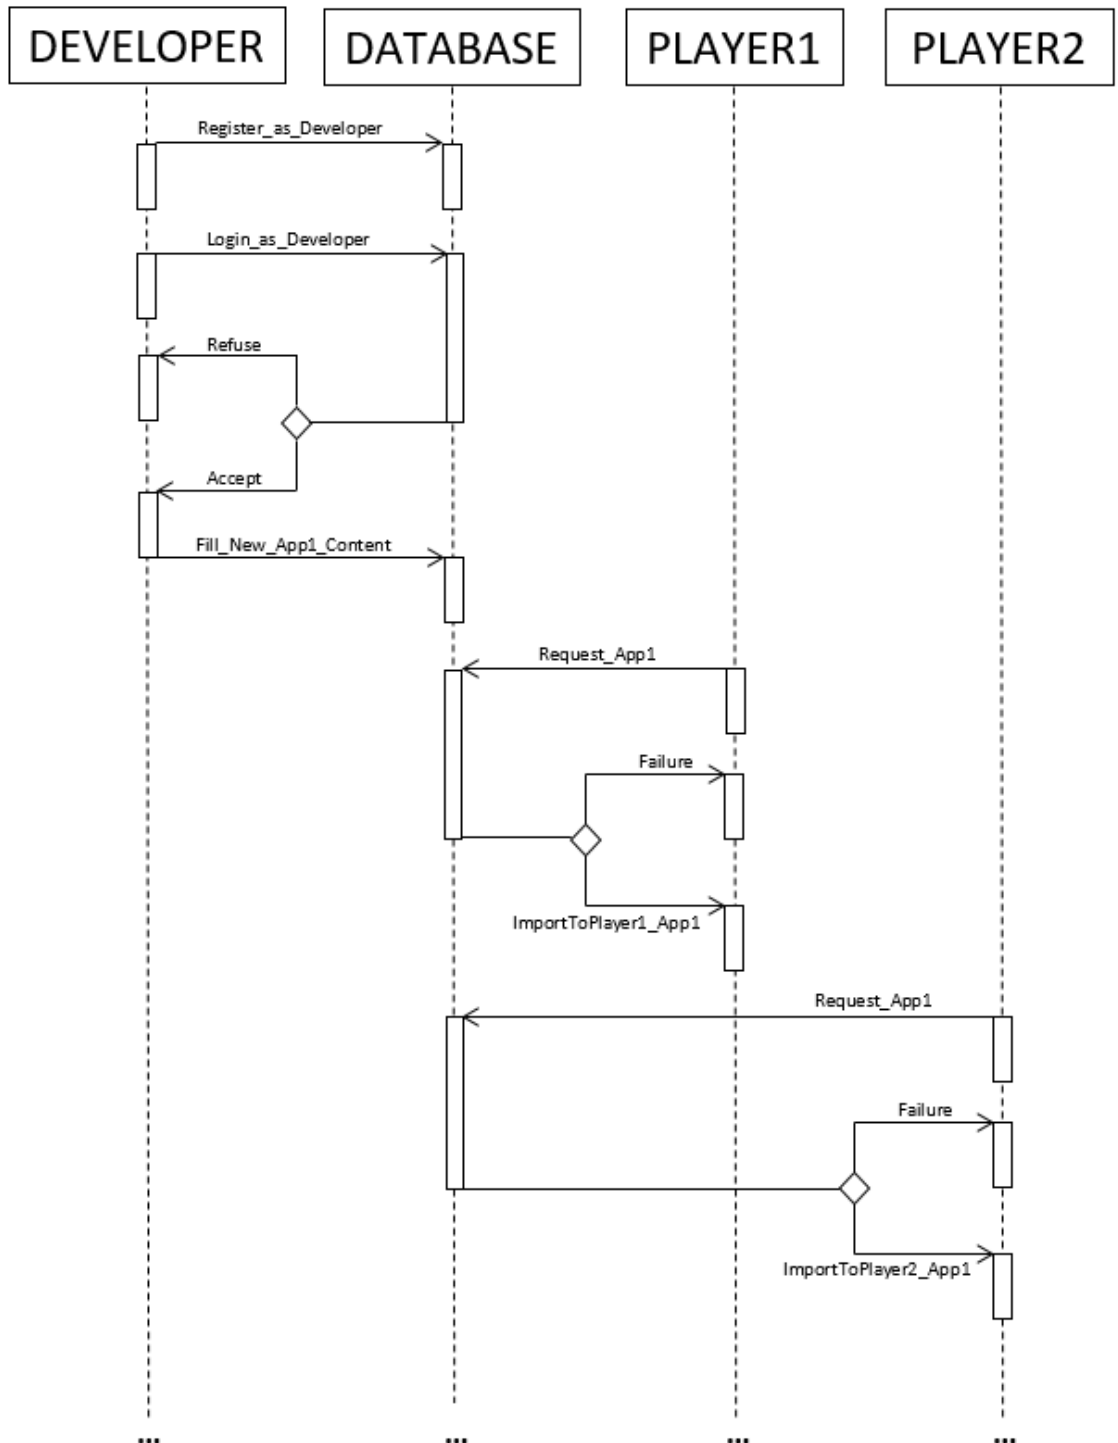 DEVELOPER
DATABASE
PLAYER1
PLAYER2
Register_as_Developer
Login_as_Developer
Refuse
Accept
Fill_New_App1_Content
Request_App1
Failure
ImportToPlayer1_App1
Request_App1
Failure
ImportToPlayer2_App1
... ... ... ...